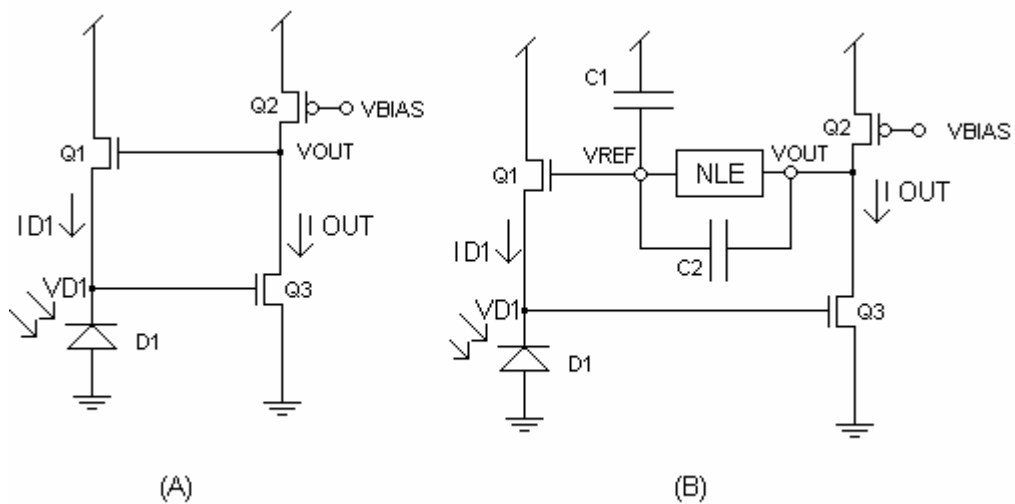 Q2
VBIAS
Q1
VOUT
ID1
I OUT
VD1
Q3
D1
(A)
C1
Q2
VBIAS
VREF
NLE
VOUT
Q1
I OUT
ID1
C2
VD1
Q3
D1
(B)